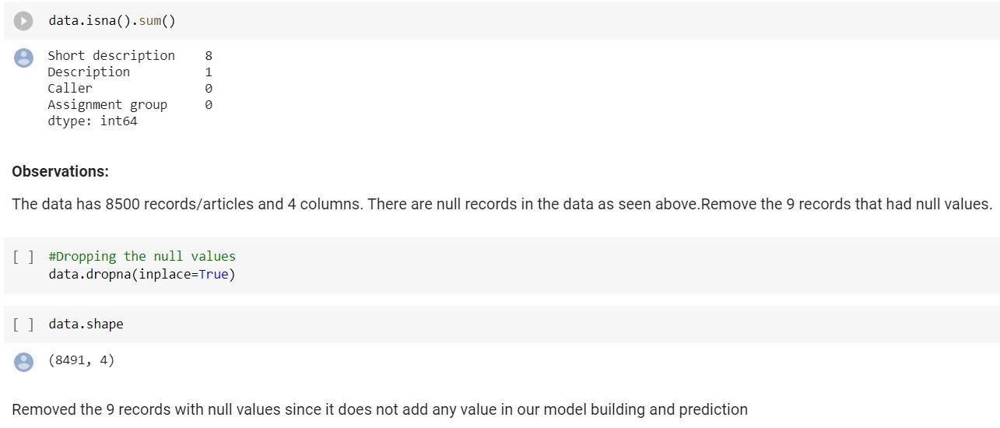 data.isna().sum()
Short description    8
Description          1
Caller               0
Assignment group     0
dtype: int64
Observations:
The data has 8500 records/articles and 4 columns. There are null records in the data as seen above.Remove the 9 records that had null values.
[ ] #Dropping the null values
data.dropna(inplace=True)
[ ] data.shape
(8491, 4)
Removed the 9 records with null values since it does not add any value in our model building and prediction